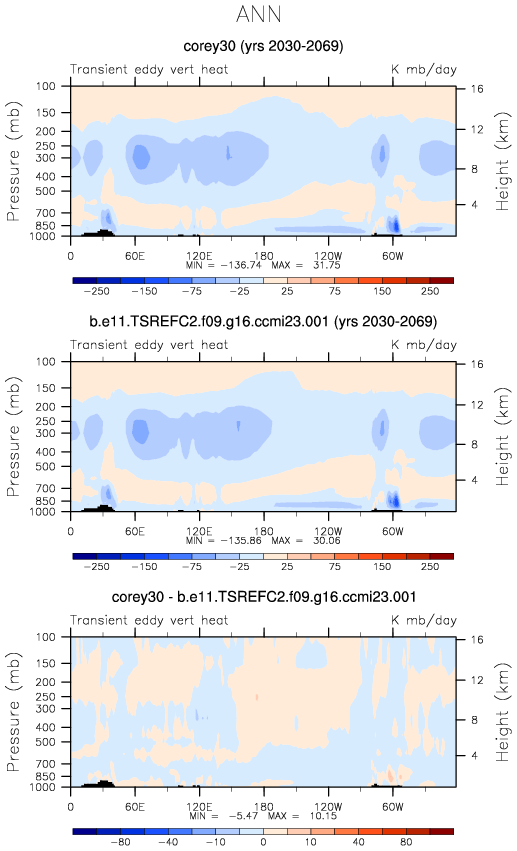 ANN
corey30 (yrs 2030-2069)
Transient eddy vert heat K mb/day
Pressure (mb)
100
150
200
250
300
400
500
700
850
1000
16
12
8
4
Height (km)
0 60E 120E 180 120W 60W
MIN = -136.74 MAX = 31.75
-250 -150 -75 -25 25 75 150 250
b.e11.TSREFC2.f09.g16.ccmi23.001 (yrs 2030-2069)
Transient eddy vert heat K mb/day
Pressure (mb)
100
150
200
250
300
400
500
700
850
1000
16
12
8
4
Height (km)
0 60E 120E 180 120W 60W
MIN = -135.86 MAX = 30.06
-250 -150 -75 -25 25 75 150 250
corey30 - b.e11.TSREFC2.f09.g16.ccmi23.001
Transient eddy vert heat K mb/day
Pressure (mb)
100
150
200
250
300
400
500
700
850
1000
16
12
8
4
Height (km)
0 60E 120E 180 120W 60W
MIN = -5.47 MAX = 10.15
-80 -40 -10 0 10 40 80